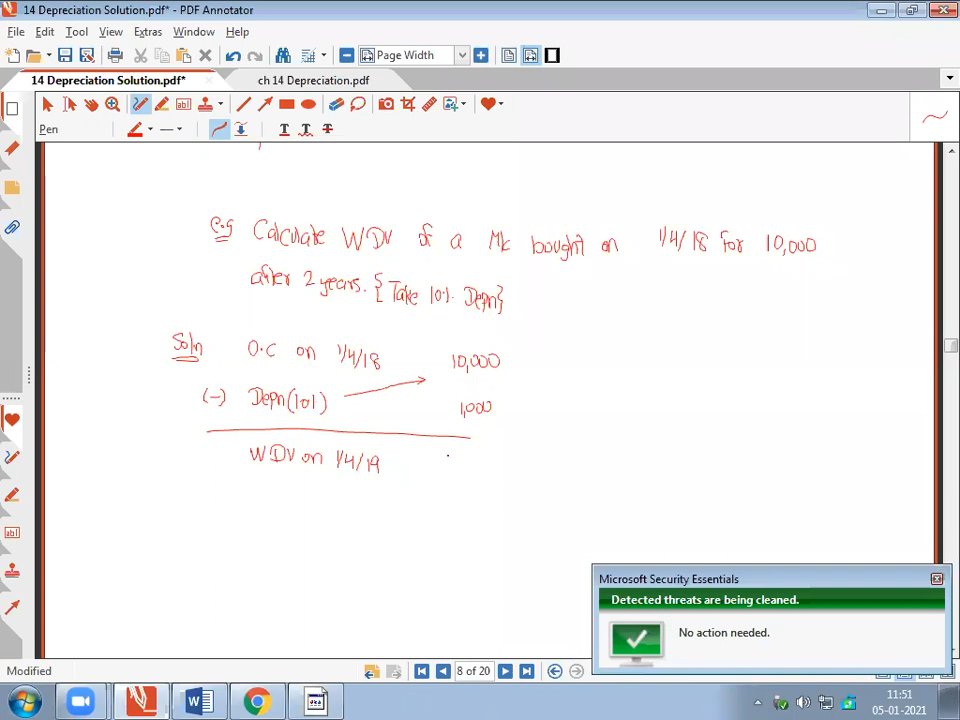 14 Depreciation Solution.pdf* - PDF Annotator
File Edit Tool View Extras Window Help
Page Width
14 Depreciation Solution.pdf* ch 14 Depreciation.pdf
Pen
e.g Calculate WDV of a Mc bought on 1/4/18 for 10,000
after 2 years. {Take 10%. Depn}
Soln O.C on 1/4/18 10,000
(-) Depn(10%) 1,000
WDV on 1/4/19
Microsoft Security Essentials
Detected threats are being cleaned.
No action needed.
Modified 8 of 20
11:51
05-01-2021